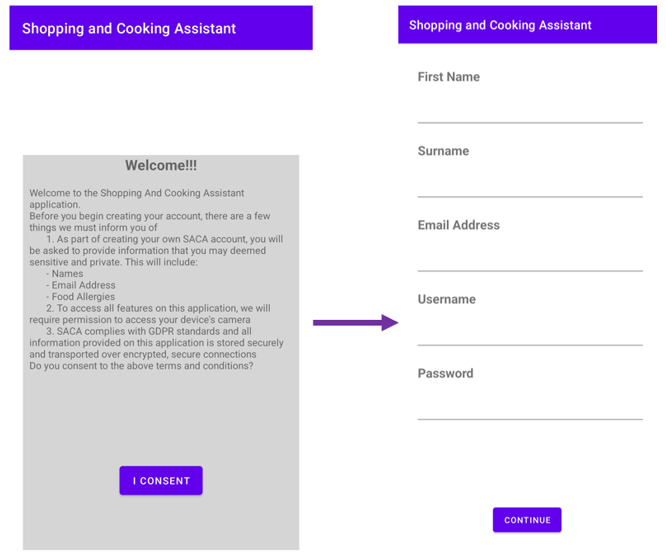 Shopping and Cooking Assistant
Welcome!!!
Welcome to the Shopping And Cooking Assistant
application.
Before you begin creating your account, there are a few
things we must inform you of
1. As part of creating your own SACA account, you will
be asked to provide information that you may deemed
sensitive and private. This will include:
- Names
- Email Address
- Food Allergies
2. To access all features on this application, we will
require permission to access your device's camera
3. SACA complies with GDPR standards and all
information provided on this application is stored securely
and transported over encrypted, secure connections
Do you consent to the above terms and conditions?
I CONSENT
Shopping and Cooking Assistant
First Name
Surname
Email Address
Username
Password
CONTINUE